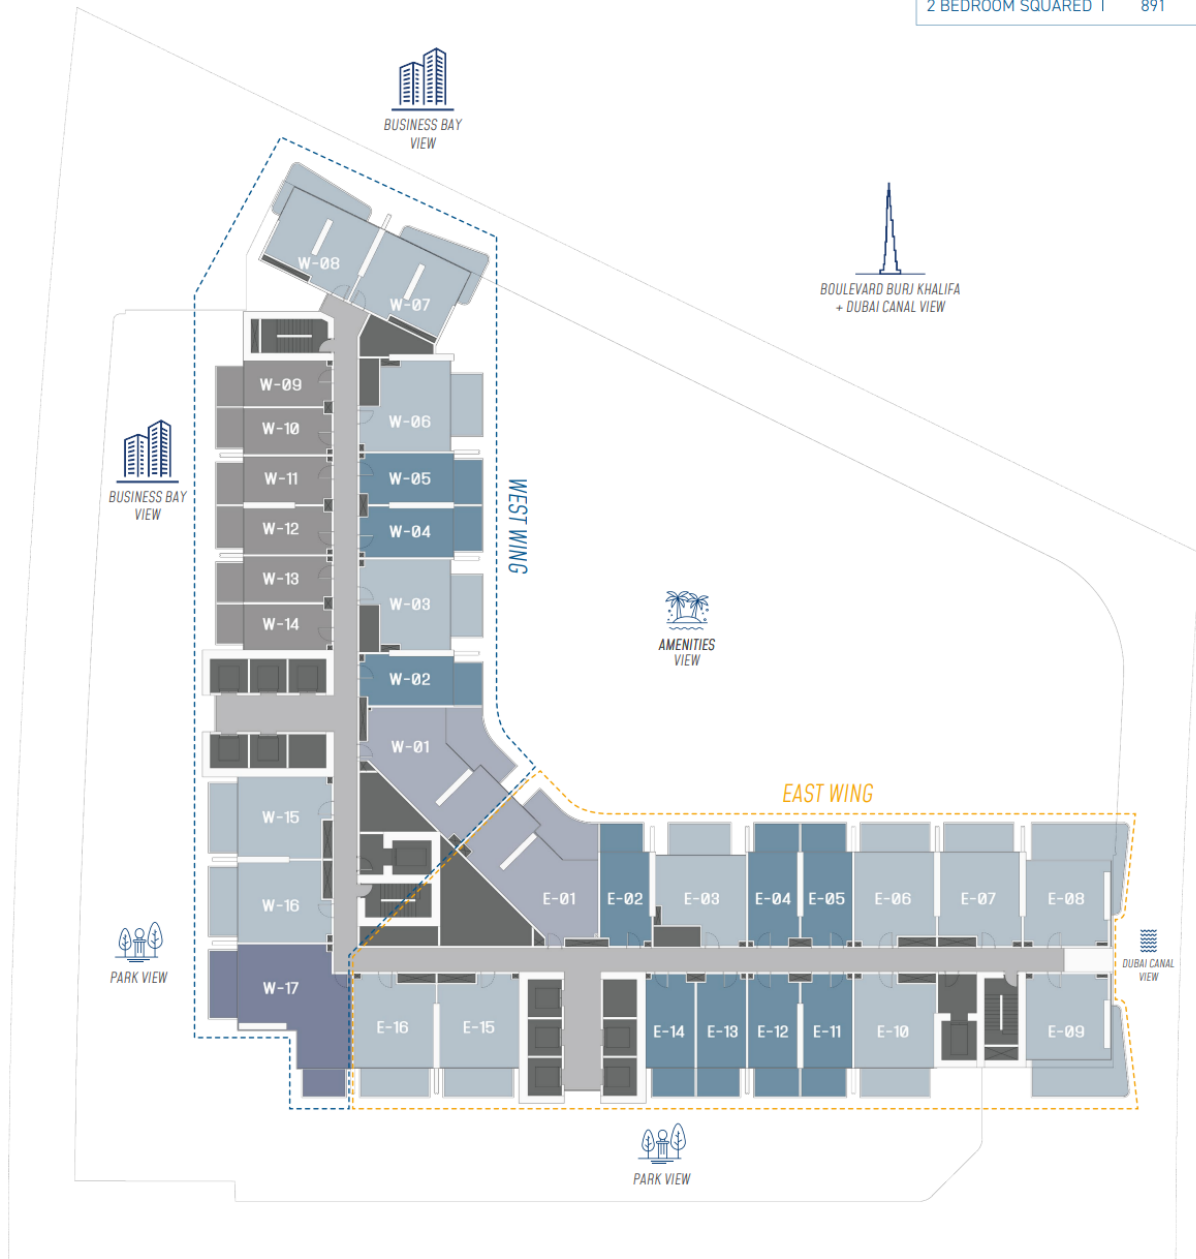 2 BEDROOM SQUARED 1 891
BUSINESS BAY
VIEW
BOULEVARD BURJ KHALIFA
+ DUBAI CANAL VIEW
W-08
W-07
W-09
W-06
W-10
BUSINESS BAY
VIEW
W-11
W-05
WEST WING
W-12
W-04
W-13
W-03
W-14
AMENITIES
VIEW
W-02
W-01
EAST WING
W-15
W-16
E-01
E-02
E-03
E-04
E-05
E-06
E-07
E-08
PARK VIEW
DUBAI CANAL
VIEW
W-17
E-16
E-15
E-14
E-13
E-12
E-11
E-10
E-09
PARK VIEW